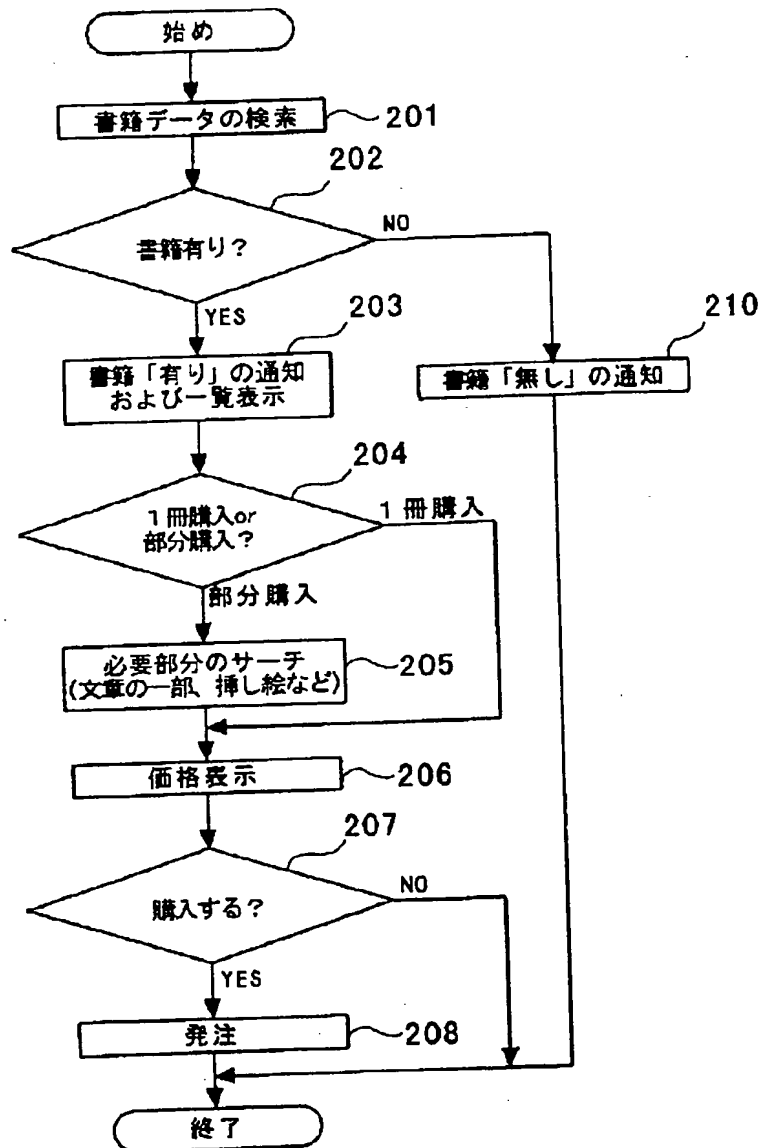 始め
書籍データの検索
201
202
書籍有り?
NO
YES
203
書籍「有り」の通知
および一覧表示
210
書籍「無し」の通知
204
1冊購入or
部分購入?
1冊購入
部分購入
必要部分のサーチ
(文章の一部、挿し絵など)
205
価格表示
206
207
購入する?
NO
YES
発注
208
終了